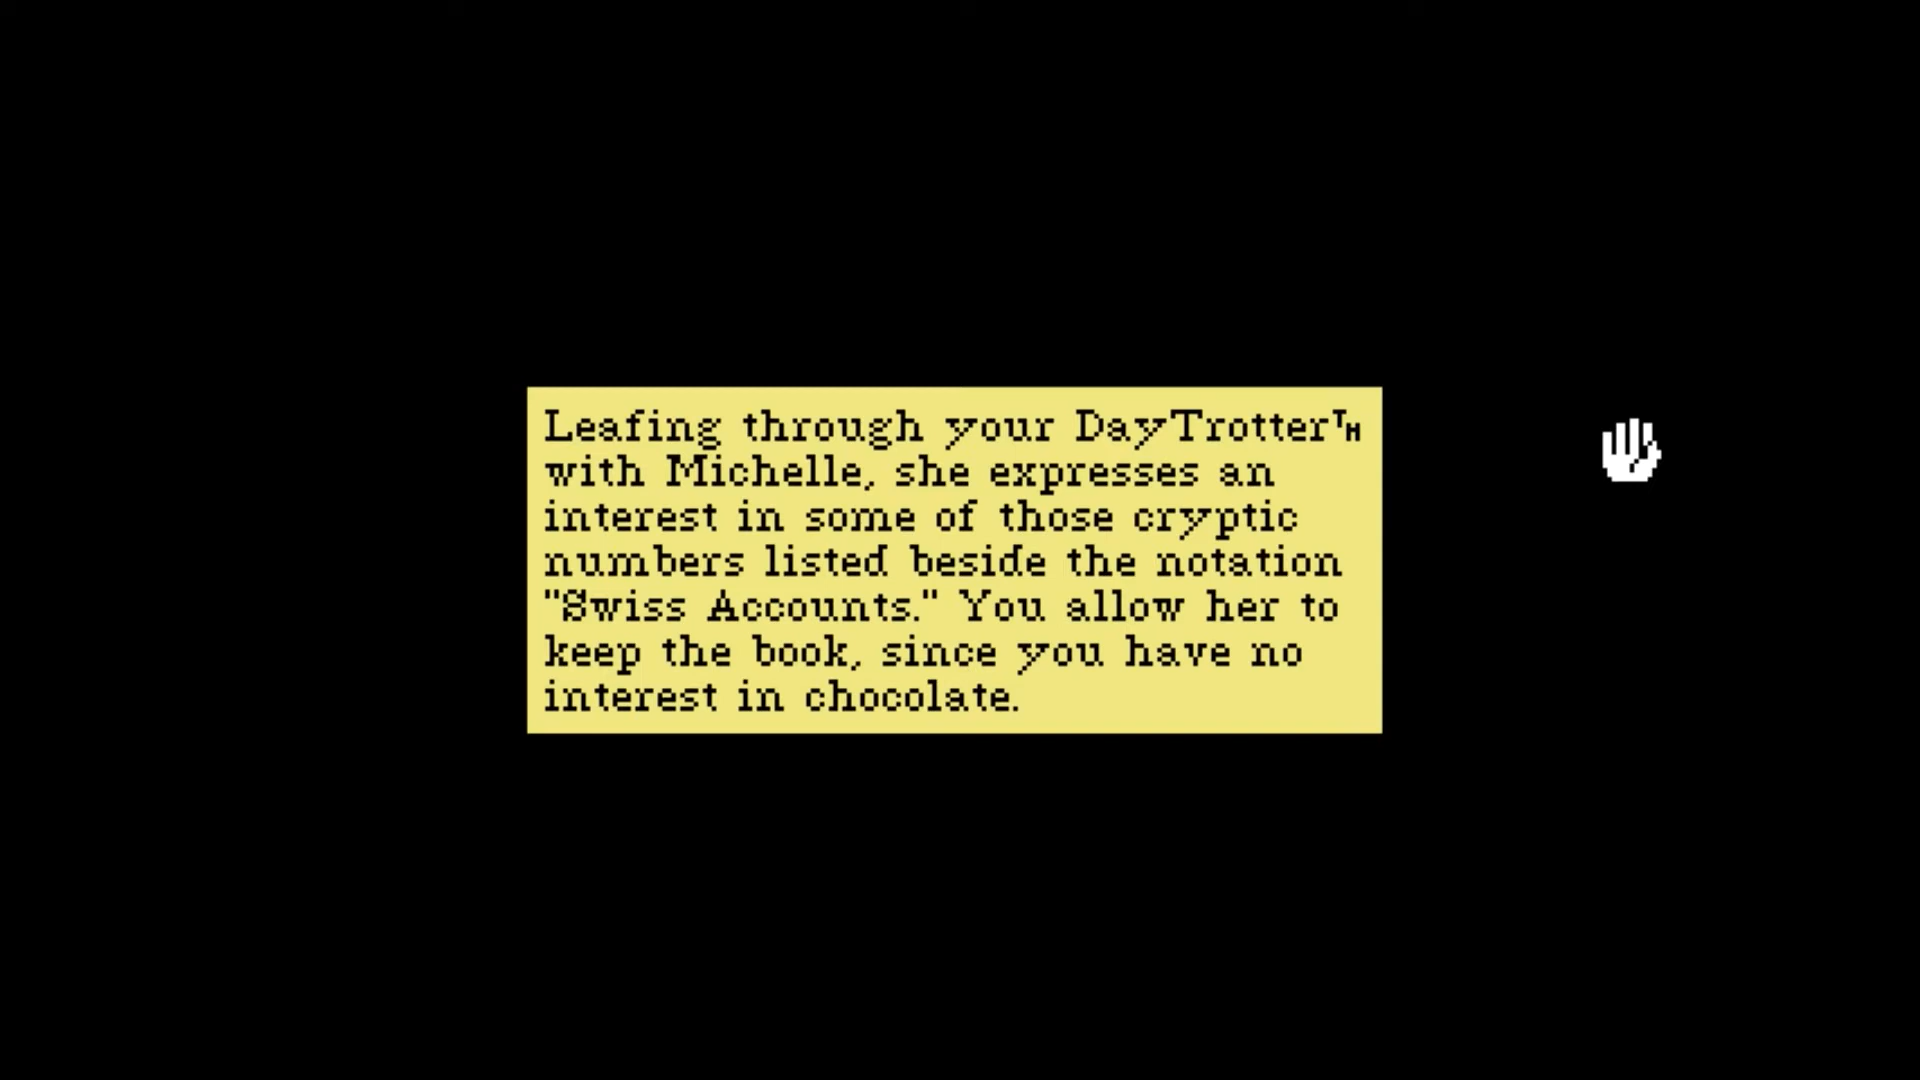 Leafing through your DayTrotter™
with Michelle, she expresses an
interest in some of those cryptic
numbers listed beside the notation
"Swiss Accounts." You allow her to
keep the book, since you have no
interest in chocolate.